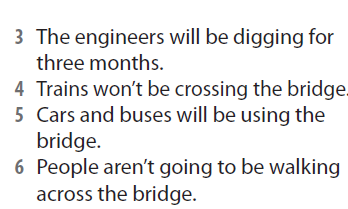 3 The engineers will be digging for
three months.
4 Trains won't be crossing the bridge.
5 Cars and buses will be using the
bridge.
6 People aren't going to be walking
across the bridge.